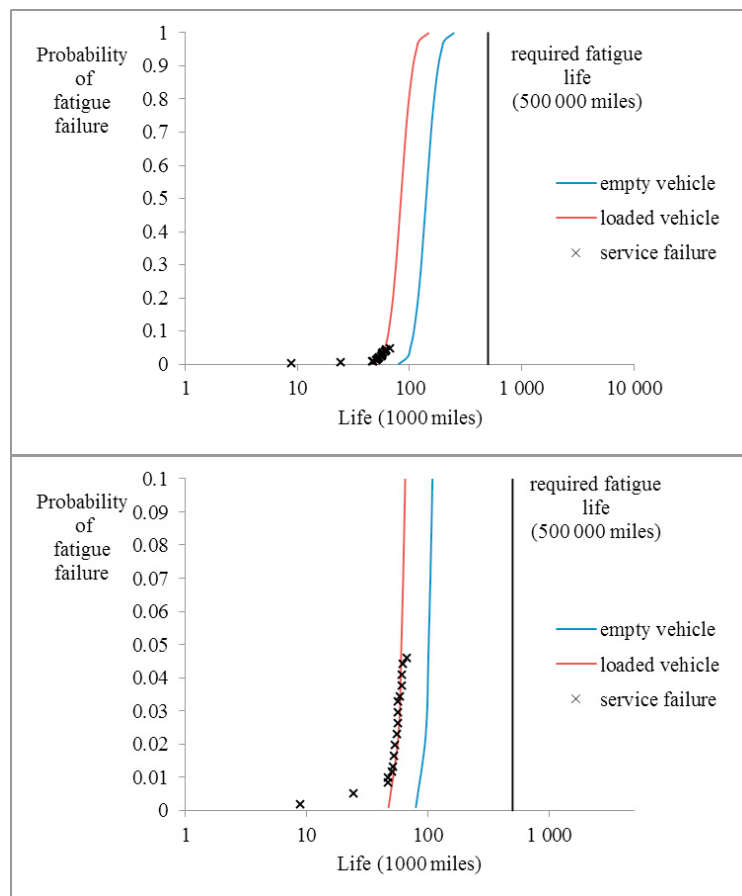 Probability
of
fatigue
failure
1
0.9
0.8
0.7
0.6
0.5
0.4
0.3
0.2
0.1
0
required fatigue
life
(500 000 miles)
empty vehicle
loaded vehicle
service failure
1
10
100
1 000
10 000
Life (1000 miles)
Probability
of
fatigue
failure
0.1
0.09
0.08
0.07
0.06
0.05
0.04
0.03
0.02
0.01
0
required fatigue
life
(500 000 miles)
empty vehicle
loaded vehicle
service failure
1
10
100
1 000
Life (1000 miles)